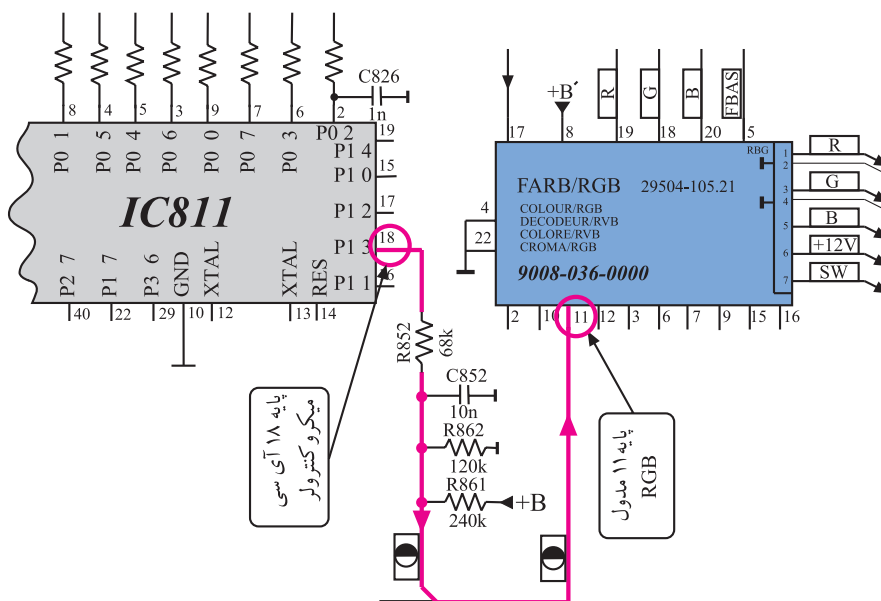 C826
1n
8
4
5
3
9
7
6
2
P0 1
P0 5
P0 4
P0 6
P0 0
P0 7
P0 3
P0 2
19
P1 4
15
P1 0
17
P1 2
18
P1 3
P1 1
IC811
P2 7
P1 7
P3 6
GND
XTAL
XTAL
RES
40
22
29
10
12
13
14
R852
68k
C852
10n
R862
120k
R861
240k
+B
پایه ۱۸ آی سی
میکروکنترولر
+B´
R
G
B
FBAS
17
8
19
18
20
5
RBG
FARB/RGB 29504-105.21
COLOUR/RGB
DECODEUR/RVB
COLORE/RVB
CROMA/RGB
9008-036-0000
4
22
1
2
3
4
5
6
7
R
G
B
+12V
SW
2
10
11
12
3
6
7
9
15
16
پایه ۱۱ مدول
RGB